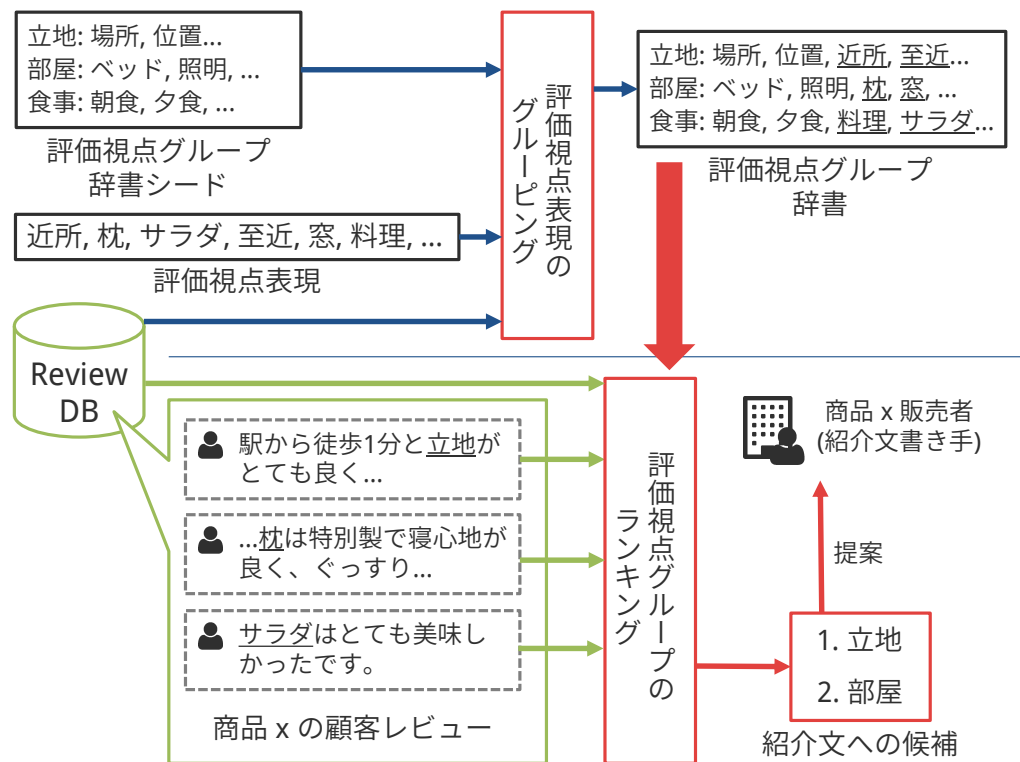 立地: 場所, 位置...
部屋: ベッド, 照明, ...
食事: 朝食, 夕食, ...
評価視点グループ
辞書シード
近所, 枕, サラダ, 至近, 窓, 料理, ...
評価視点表現
評価視点表現の
グルーピング
立地: 場所, 位置, 近所, 至近...
部屋: ベッド, 照明, 枕, 窓, ...
食事: 朝食, 夕食, 料理, サラダ...
評価視点グループ
辞書
Review
DB
駅から徒歩1分と立地が
とても良く...
...枕は特別製で寝心地が
良く、ぐっすり...
サラダはとても美味し
かったです。
商品 x の顧客レビュー
評価視点グループの
ランキング
商品 x 販売者
(紹介文書き手)
提案
1. 立地
2. 部屋
紹介文への候補